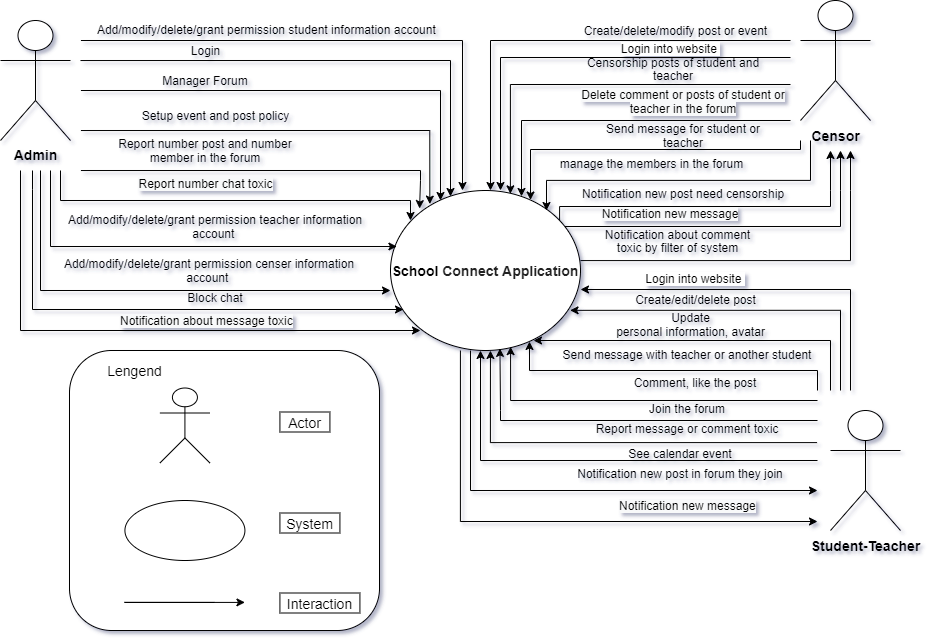 Add/modify/delete/grant permission student information account
Login
Manager Forum
Setup event and post policy
Report number post and number
member in the forum
Report number chat toxic
Admin
Add/modify/delete/grant permission teacher information
account
Add/modify/delete/grant permission censer information
account
Block chat
Notification about message toxic
School Connect Application
Create/delete/modify post or event
Login into website
Censorship posts of student and
teacher
Delete comment or posts of student or
teacher in the forum
Send message for student or
teacher
manage the members in the forum
Censor
Notification new post need censorship
Notification new message
Notification about comment
toxic by filter of system
Login into website
Create/edit/delete post
Update
personal information, avatar
Send message with teacher or another student
Comment, like the post
Join the forum
Report message or comment toxic
See calendar event
Notification new post in forum they join
Notification new message
Student-Teacher
Lengend
Actor
System
Interaction